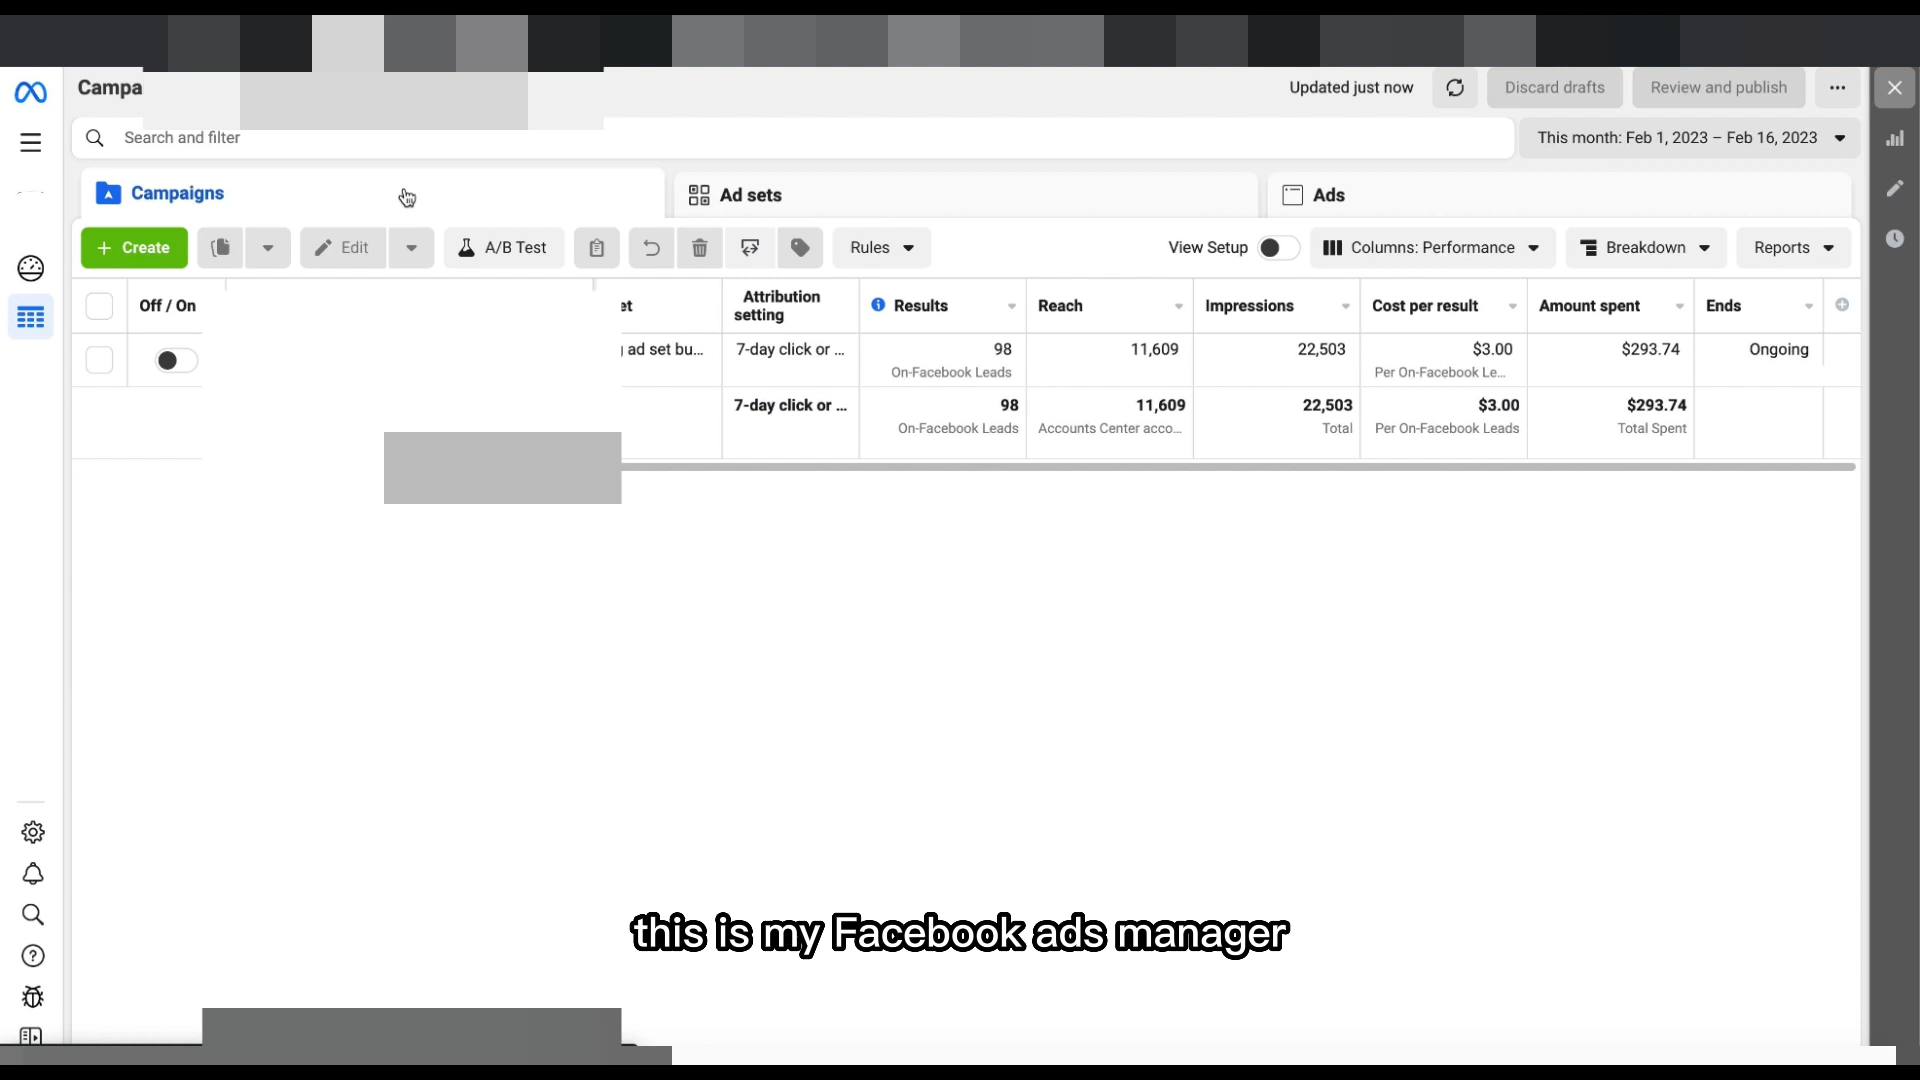 Campa
Updated just now
Discard drafts
Review and publish
Search and filter
This month: Feb 1, 2023 – Feb 16, 2023
Campaigns
Ad sets
Ads
+ Create
Edit
A/B Test
Rules
View Setup
Columns: Performance
Breakdown
Reports
Off / On
et
Attribution setting
Results
Reach
Impressions
Cost per result
Amount spent
Ends
ad set bu...
7-day click or ...
98
11,609
22,503
$3.00
$293.74
Ongoing
On-Facebook Leads
Per On-Facebook Le...
7-day click or ...
98
11,609
22,503
$3.00
$293.74
On-Facebook Leads
Accounts Center acco...
Total
Per On-Facebook Leads
Total Spent
this is my Facebook ads manager